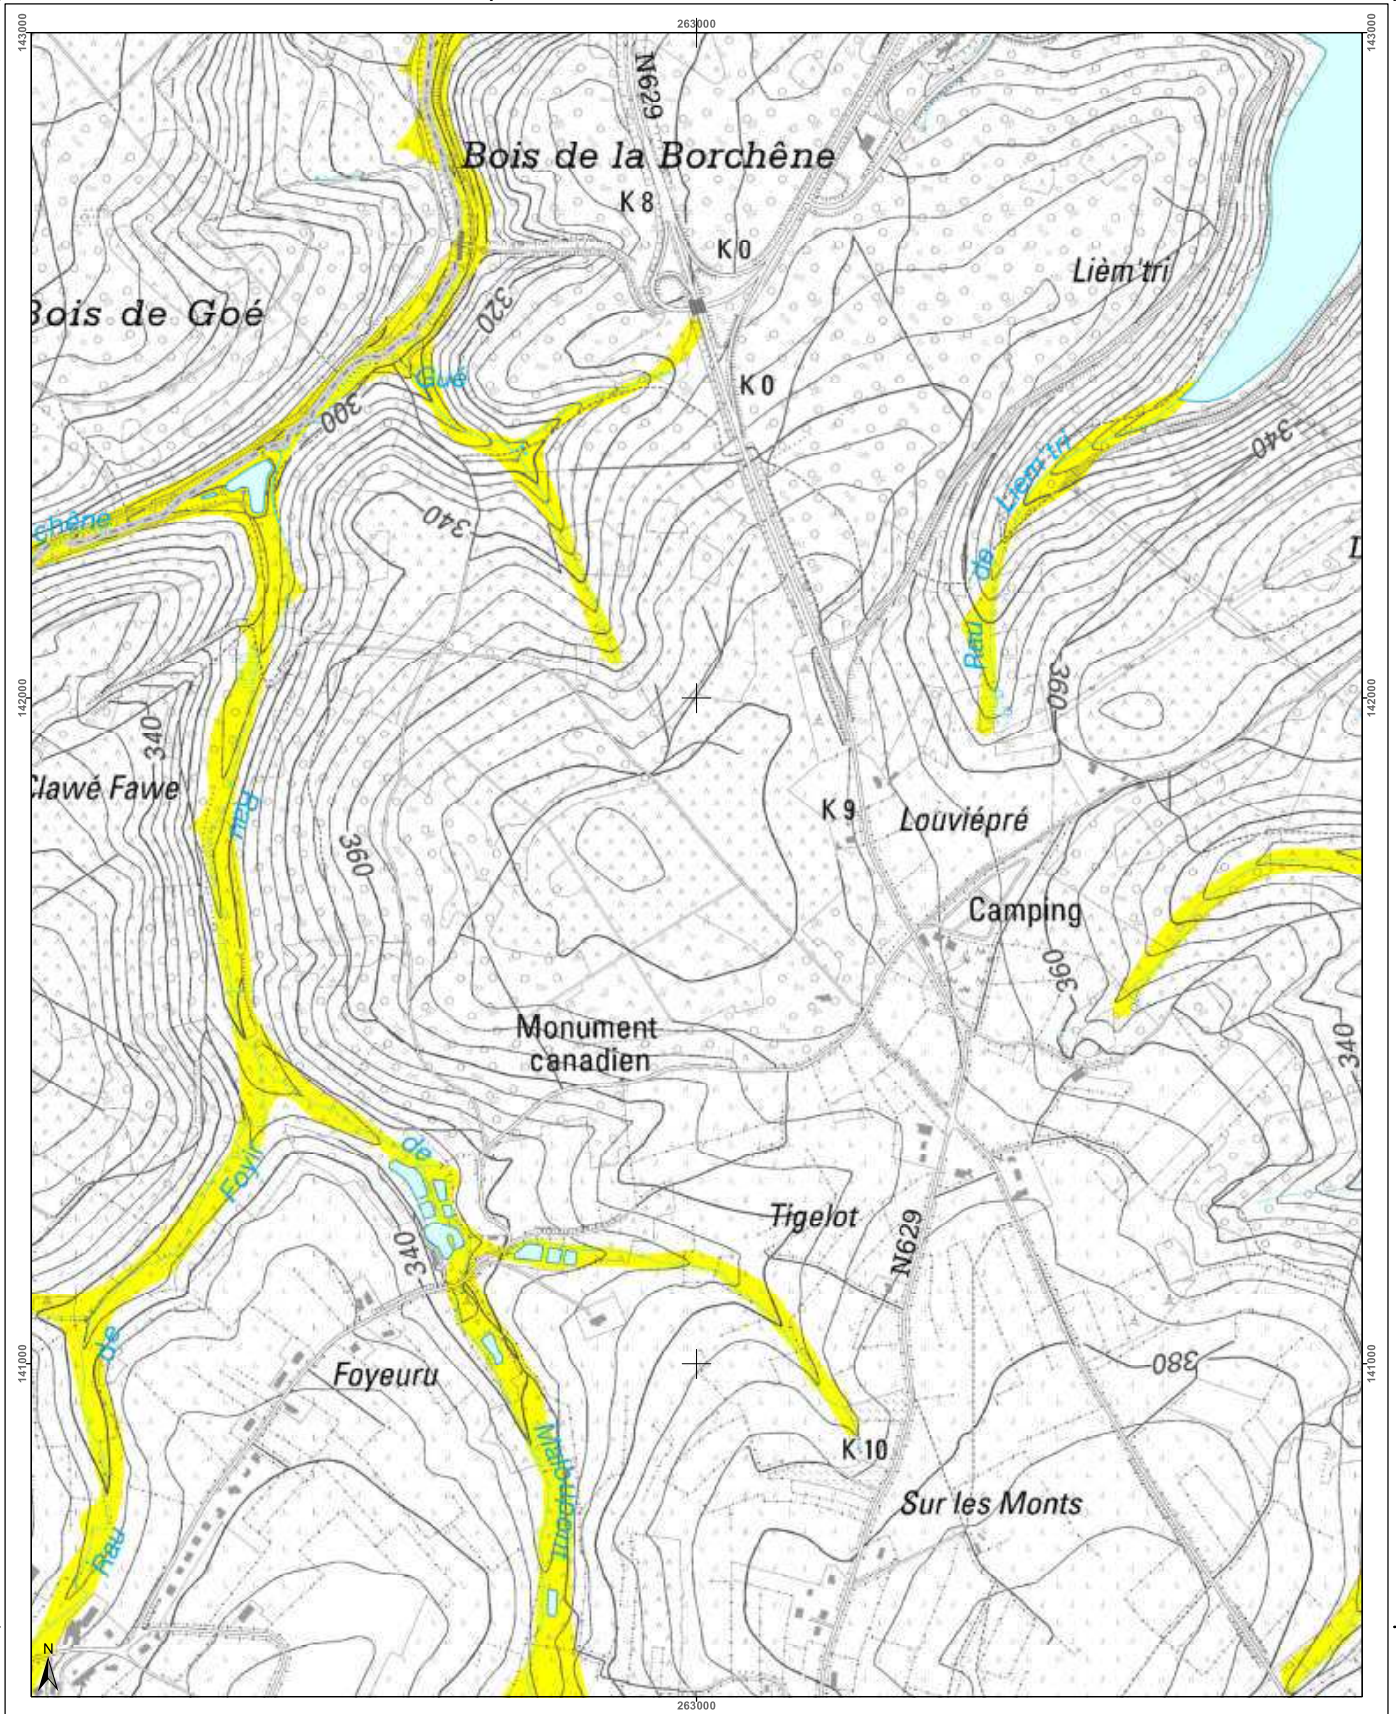 263000
143000
143000
N629
Bois de la Borchêne
K 8
K 0
Lièm'tri
Bois de Goé
320
K 0
Gué
300
Lièm'tri
340
340
chêne
de
Rau
360
142000
142000
340
Clawé Fawe
Rau
K 9
Louviépré
360
Camping
360
Monument
canadien
340
de
Foyir
Tigelot
N629
340
de
380
141000
141000
Foyeuru
K 10
Malch
Sur les Monts
Rau
N
263000